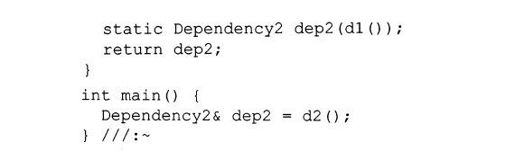 static Dependency2 dep2(d1());
return dep2;
}
int main() {
Dependency2& dep2 = d2();
} ///:~